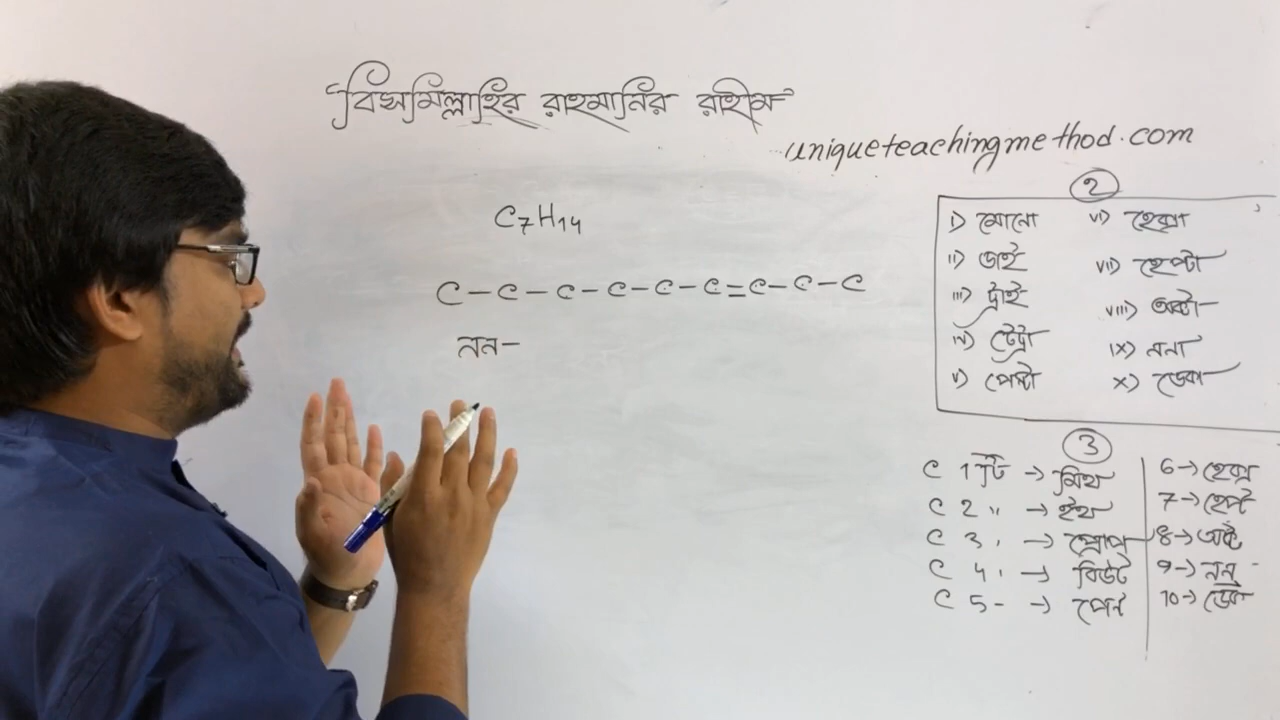 বিসমিল্লাহির রাহমানির রাহীম
uniqueteachingmethod.com
C7H14
C-C-C-C-C-C=C-C-C
নন-
2
i) মোনো vi) হেক্সা
ii) ডাই vii) হেপ্টা
iii) ট্রাই viii) অক্টা
iv) টেট্রা ix) ননা
v) পেন্টা x) ডেকা
3
C 1 টি → মিথ 6 → হেক্স
C 2 " → ইথ 7 → হেপ্ট
C 3 " → প্রোপ 8 → অক্ট
C 4 " → বিউট 9 → নন
C 5 - → পেন্ট 10 → ডেক